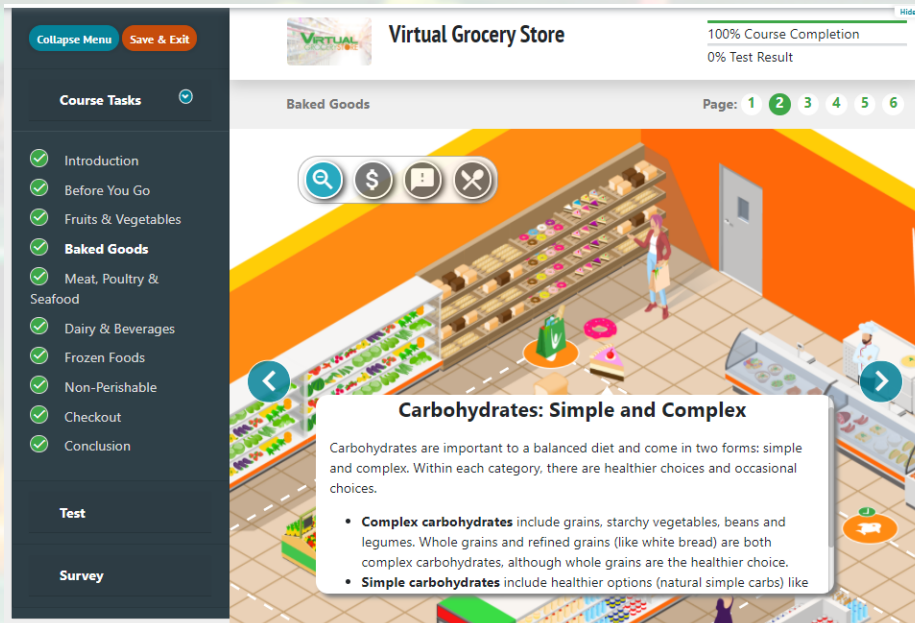 Hide
Collapse Menu
Save & Exit
VIRTUAL
GROCERY STORE
Virtual Grocery Store
100% Course Completion
0% Test Result
Course Tasks
Baked Goods
Page: 1 2 3 4 5 6
Introduction
Before You Go
Fruits & Vegetables
Baked Goods
Meat, Poultry &
Seafood
Dairy & Beverages
Frozen Foods
Non-Perishable
Checkout
Conclusion
Test
Survey
$
!
Carbohydrates: Simple and Complex
Carbohydrates are important to a balanced diet and come in two forms: simple
and complex. Within each category, there are healthier choices and occasional
choices.
• Complex carbohydrates include grains, starchy vegetables, beans and
legumes. Whole grains and refined grains (like white bread) are both
complex carbohydrates, although whole grains are the healthier choice.
• Simple carbohydrates include healthier options (natural simple carbs) like